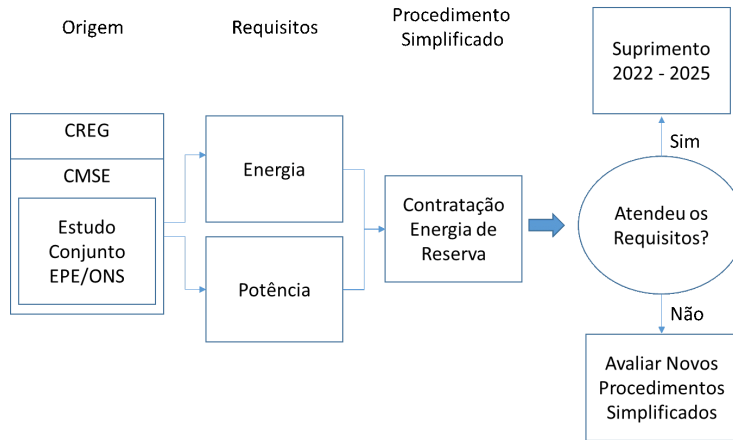 Origem
Requisitos
Procedimento
Simplificado
CREG
CMSE
Estudo
Conjunto
EPE/ONS
Energia
Potência
Contratação
Energia de
Reserva
Suprimento
2022 - 2025
Sim
Atendeu os
Requisitos?
Não
Avaliar Novos
Procedimentos
Simplificados